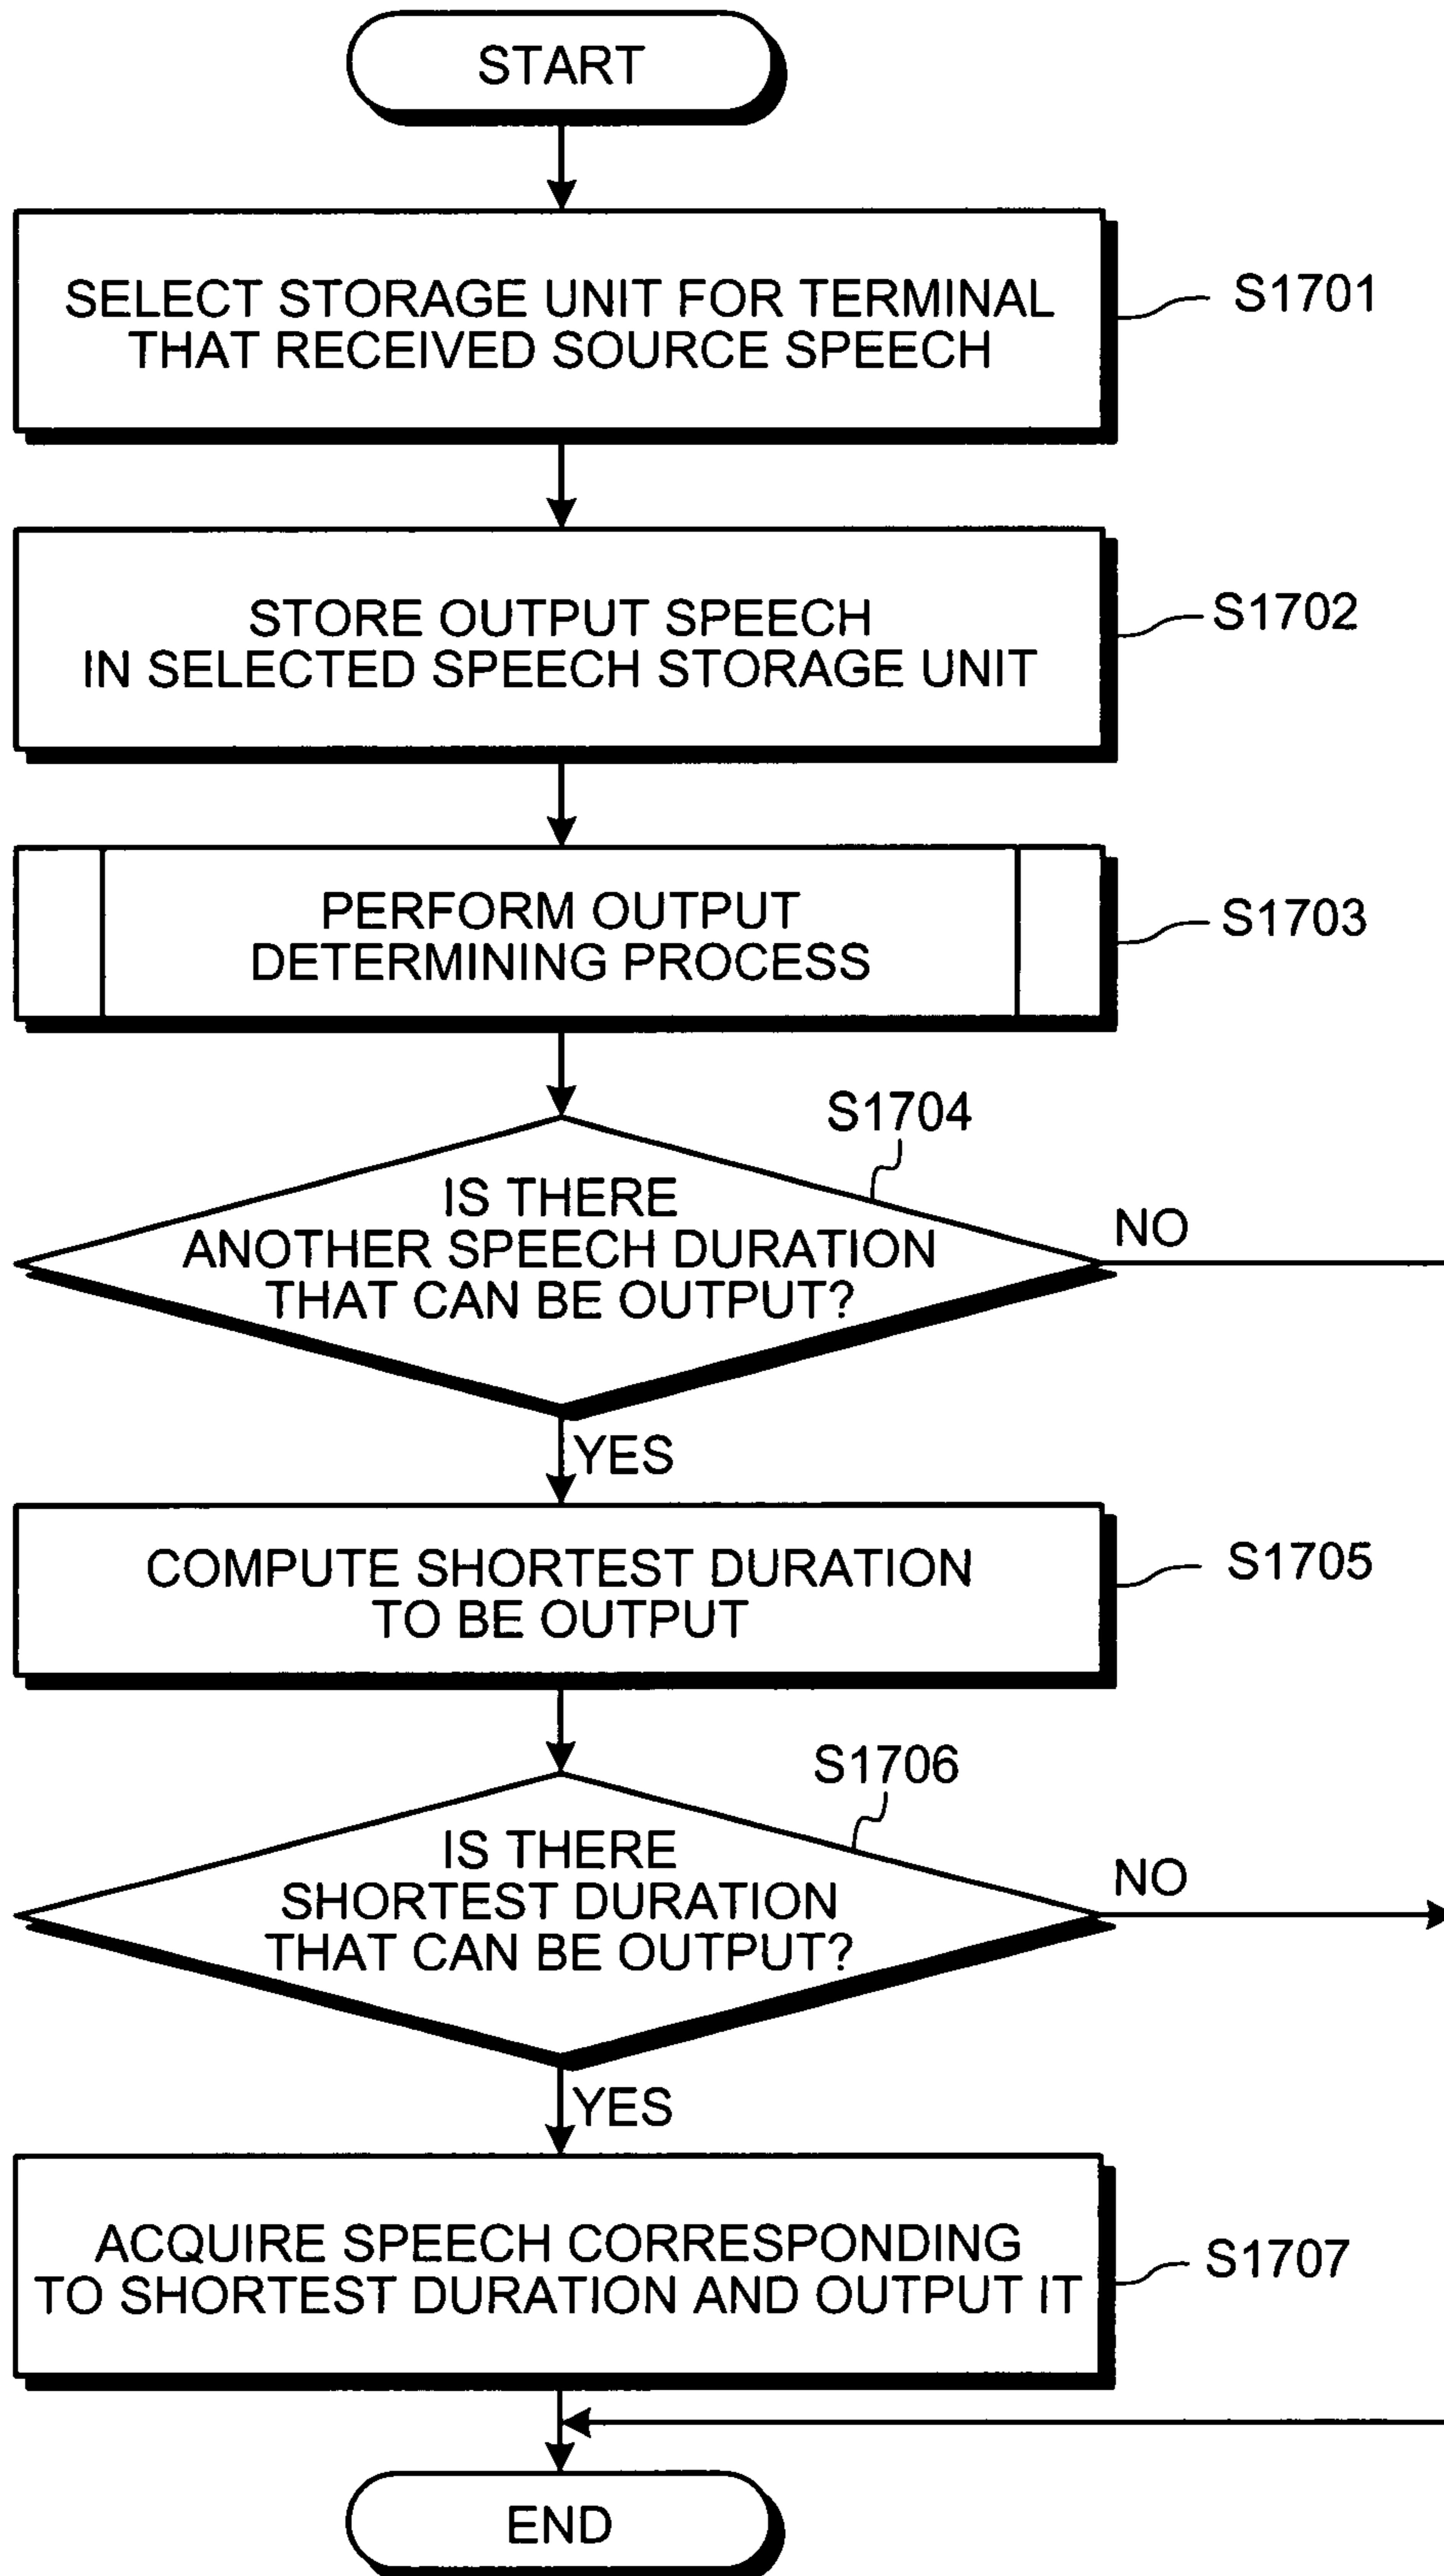 START
SELECT STORAGE UNIT FOR TERMINAL
THAT RECEIVED SOURCE SPEECH
S1701
STORE OUTPUT SPEECH
IN SELECTED SPEECH STORAGE UNIT
S1702
PERFORM OUTPUT
DETERMINING PROCESS
S1703
S1704
IS THERE
ANOTHER SPEECH DURATION
THAT CAN BE OUTPUT?
NO
YES
COMPUTE SHORTEST DURATION
TO BE OUTPUT
S1705
S1706
IS THERE
SHORTEST DURATION
THAT CAN BE OUTPUT?
NO
YES
ACQUIRE SPEECH CORRESPONDING
TO SHORTEST DURATION AND OUTPUT IT
S1707
END